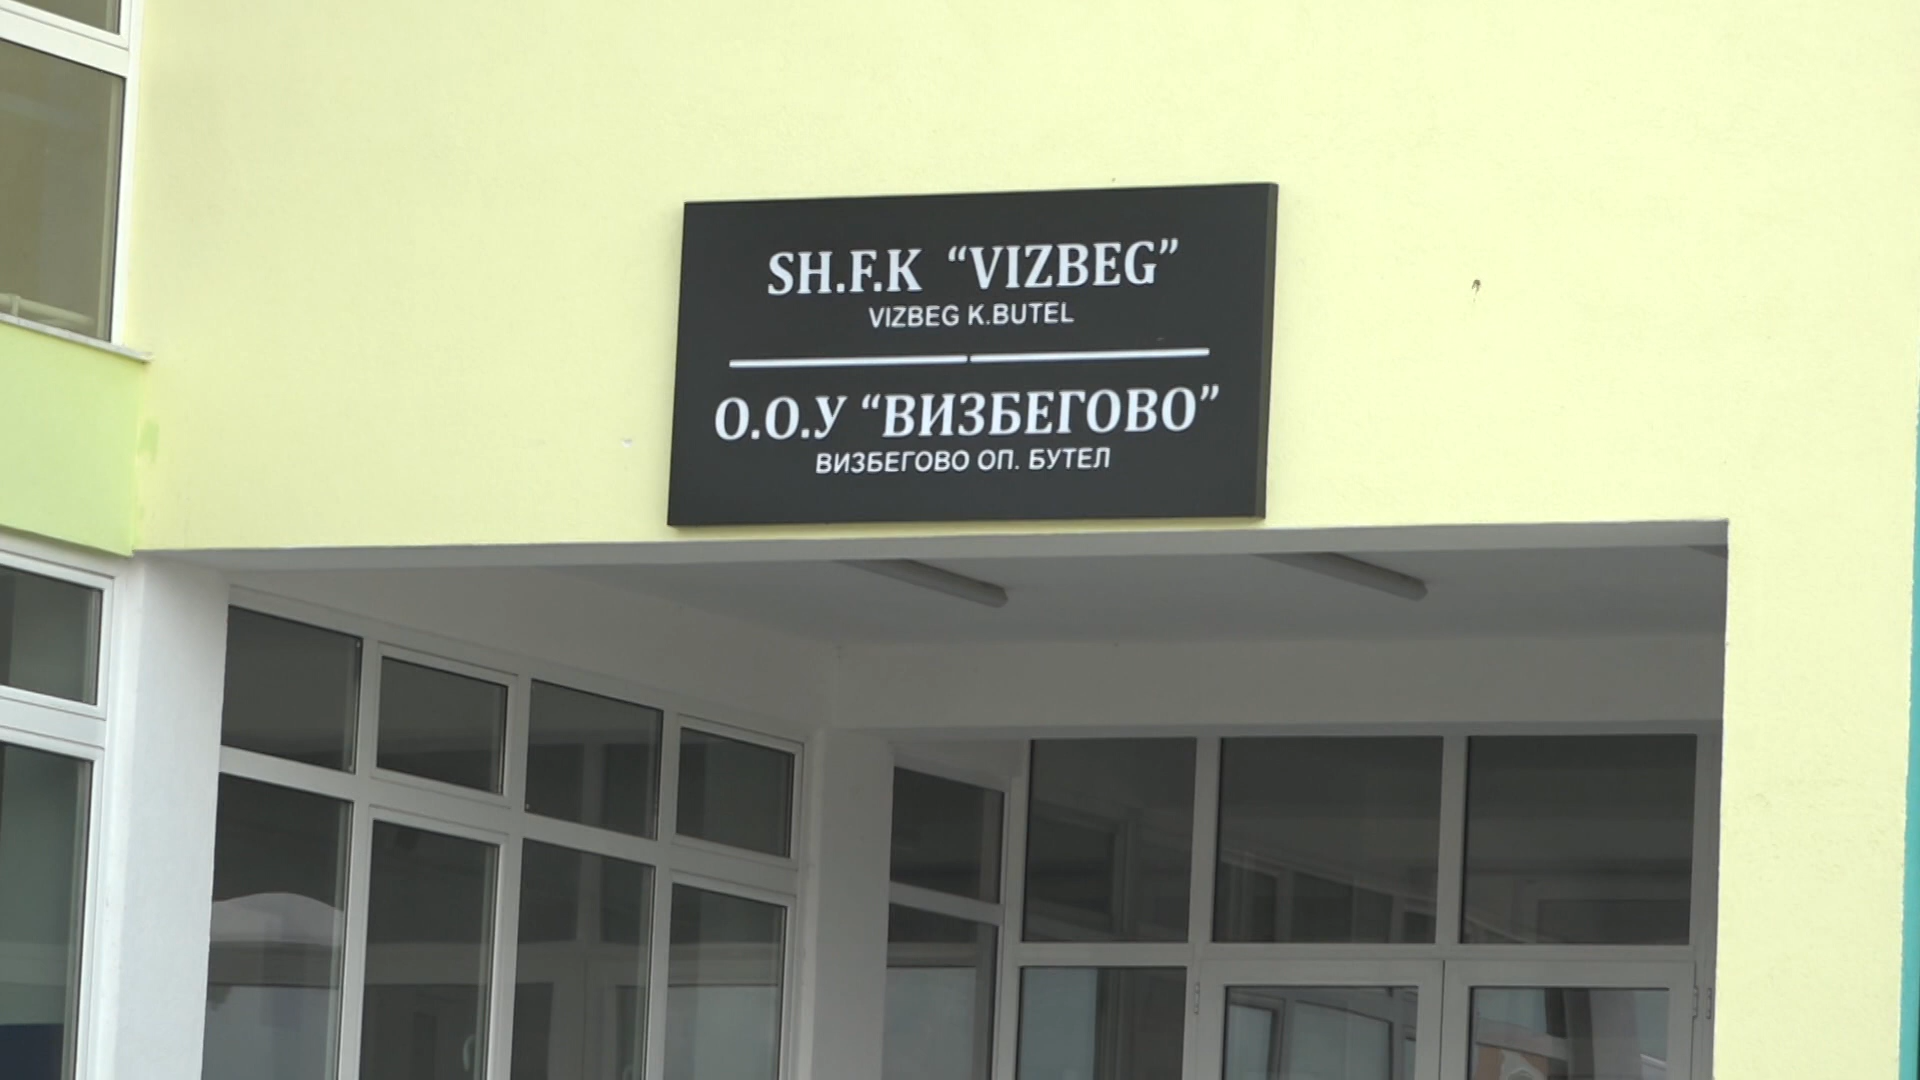 SH.F.K “VIZBEG”
VIZBEG K.BUTEL
О.О.У “ВИЗБЕГОВО”
ВИЗБЕГОВО ОП. БУТЕЛ